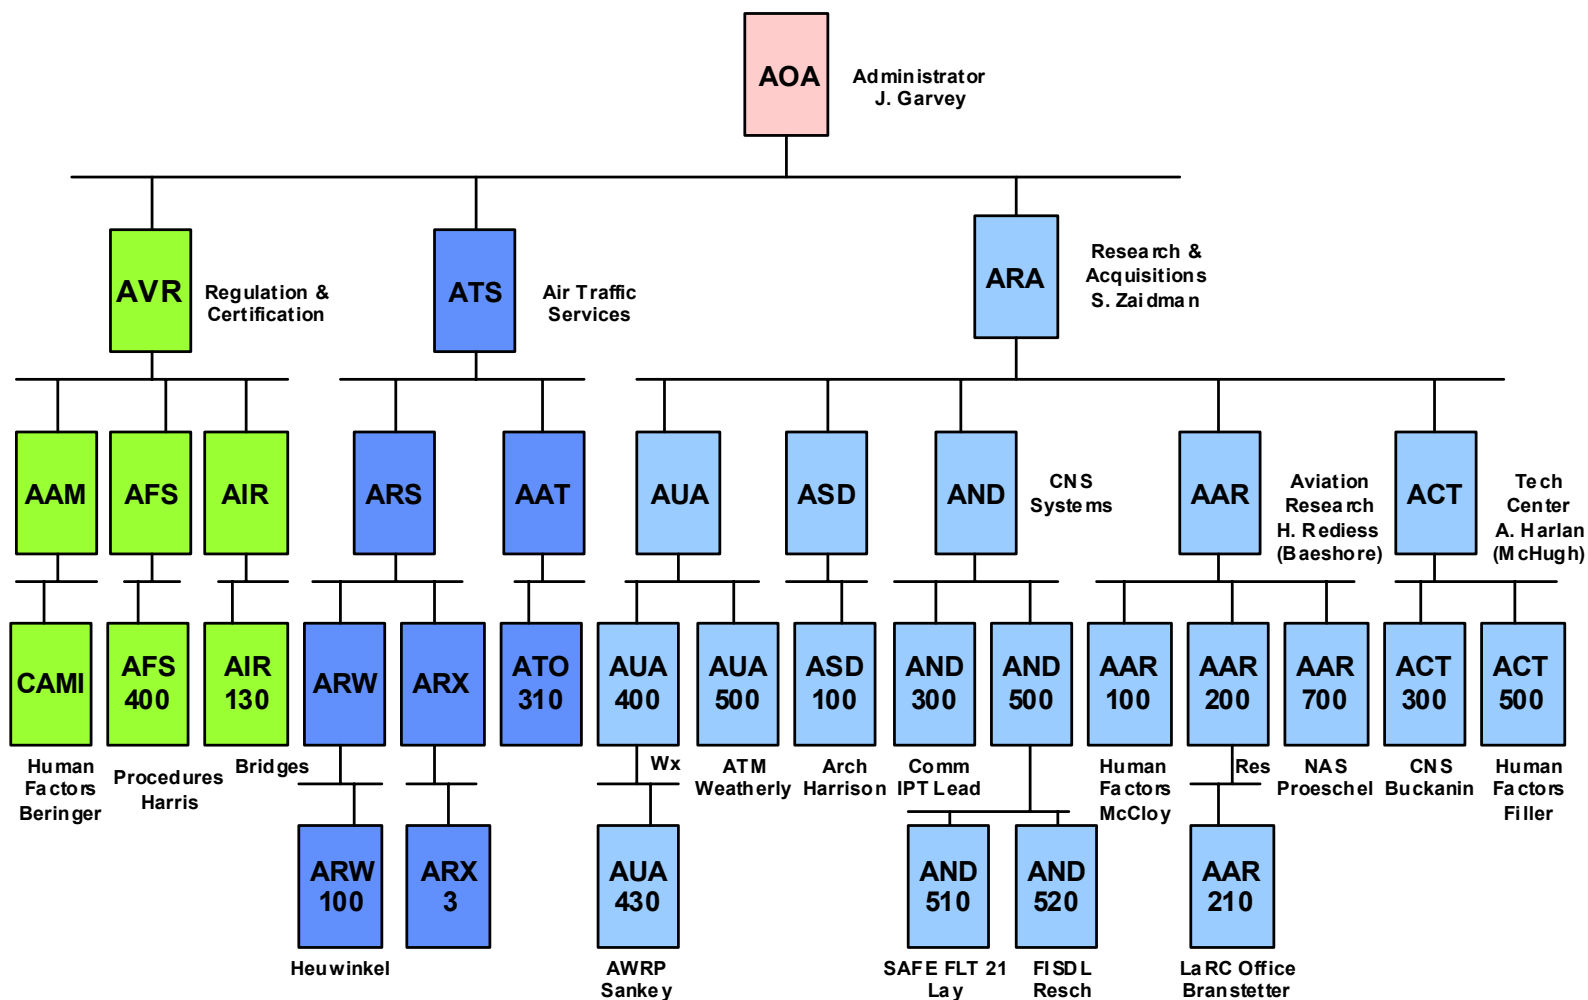 AOA
Administrator
J. Garvey
AVR
Regulation &
Certification
ATS
Air Traffic
Services
ARA
Research &
Acquisitions
S. Zaidman
AAM
AFS
AIR
ARS
AAT
AUA
ASD
AND
CNS
Systems
AAR
Aviation
Research
H. Rediess
(Baeshore)
ACT
Tech
Center
A. Harlan
(McHugh)
CAMI
Human
Factors
Beringer
AFS
400
Procedures
Harris
AIR
130
Bridges
ARW
ARX
ATO
310
AUA
400
Wx
AUA
500
ATM
Weatherly
ASD
100
Arch
Harrison
AND
300
Comm
IPT Lead
AND
500
AAR
100
Human
Factors
McCloy
AAR
200
Res
AAR
700
NAS
Proeschel
ACT
300
CNS
Buckanin
ACT
500
Human
Factors
Filler
ARW
100
Heuwinkel
ARX
3
AUA
430
AWRP
Sankey
AND
510
SAFE FLT 21
Lay
AND
520
FISDL
Resch
AAR
210
LaRC Office
Branstetter